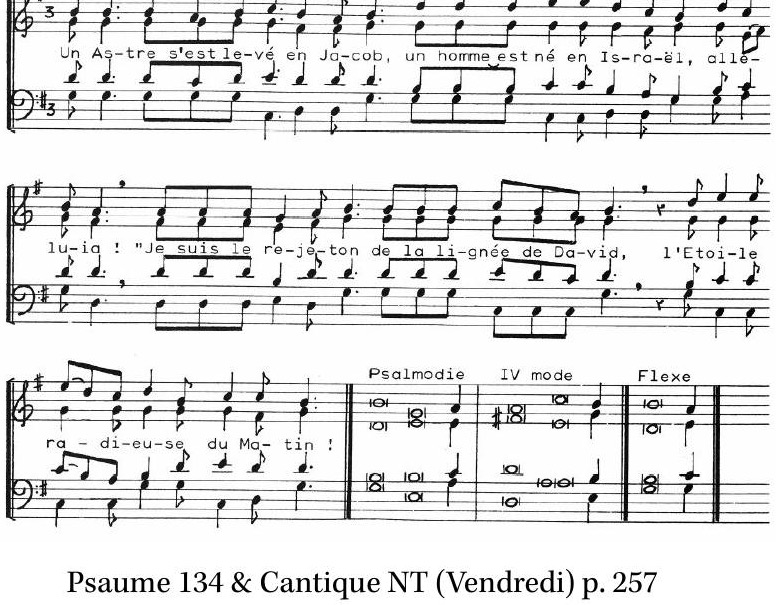 Un As-tre s'est le-vé en Ja-cob, un homme est né en Is-ra-ël, allé-
lu-ia ! "Je suis le re-je-ton de la li-gnée de Da-vid, l'Etoi-le
Psalmodie IV mode Flexe
ra - di-eu-se du Ma- tin !
Psaume 134 & Cantique NT (Vendredi) p. 257